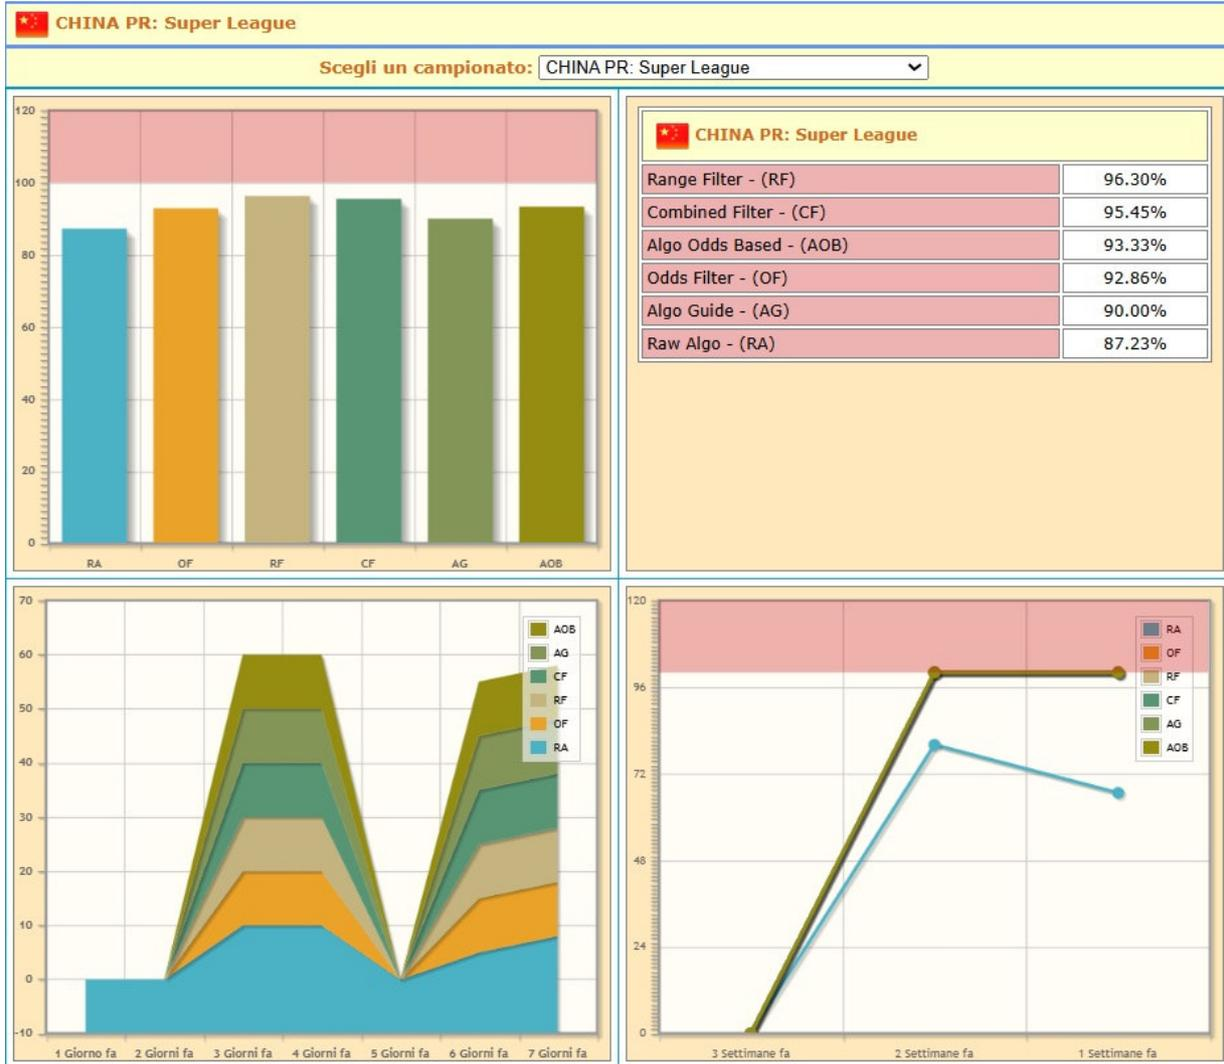 CHINA PR: Super League
Scegli un campionato: CHINA PR: Super League
120
100
80
60
40
20
0
RA OF RF CF AG AOB
CHINA PR: Super League
Range Filter - (RF) 96.30%
Combined Filter - (CF) 95.45%
Algo Odds Based - (AOB) 93.33%
Odds Filter - (OF) 92.86%
Algo Guide - (AG) 90.00%
Raw Algo - (RA) 87.23%
70
60
50
40
30
20
10
0
-10
AOB
AG
CF
RF
OF
RA
1 Giorno fa 2 Giorni fa 3 Giorni fa 4 Giorni fa 5 Giorni fa 6 Giorni fa 7 Giorni fa
120
96
72
48
24
0
RA
OF
RF
CF
AG
AOB
3 Settimane fa 2 Settimane fa 1 Settimane fa